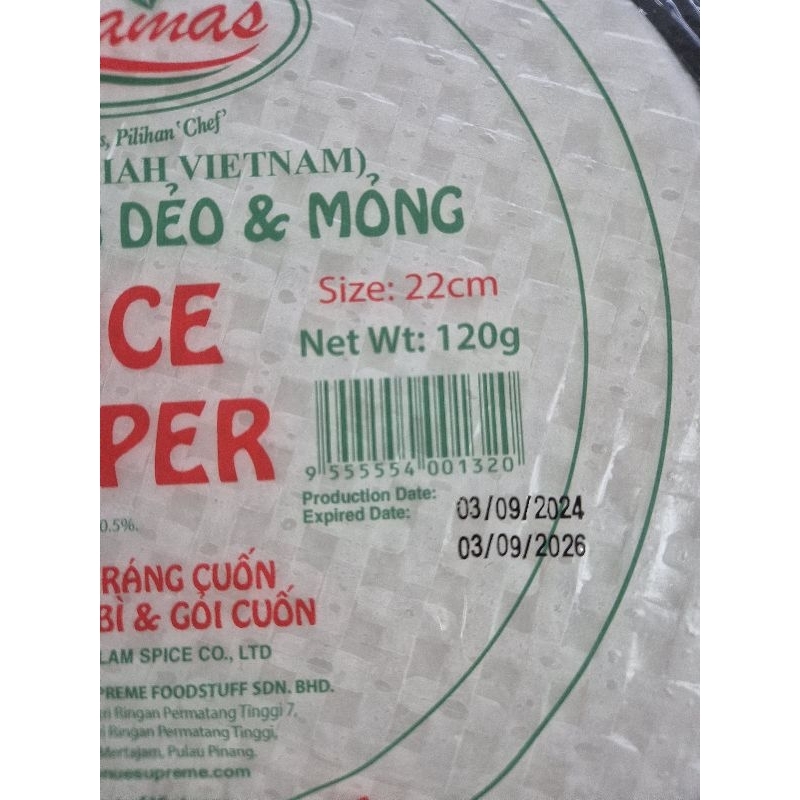 amas
Pilihan 'Chef'
VIETNAM)
DẺO & MỎNG
CE
Size: 22cm
Net Wt: 120g
PER
9 555554 001320
Production Date: 03/09/2024
Expired Date: 03/09/2026
0.5%.
RÁNG CUỐN
BÌ & GỎI CUỐN
LAM SPICE CO., LTD
PREME FOODSTUFF SDN. BHD.
Ringan Permatang Tinggi 7,
Ringan Permatang Tinggi,
Mertajam, Pulau Pinang.
nuesupreme.com